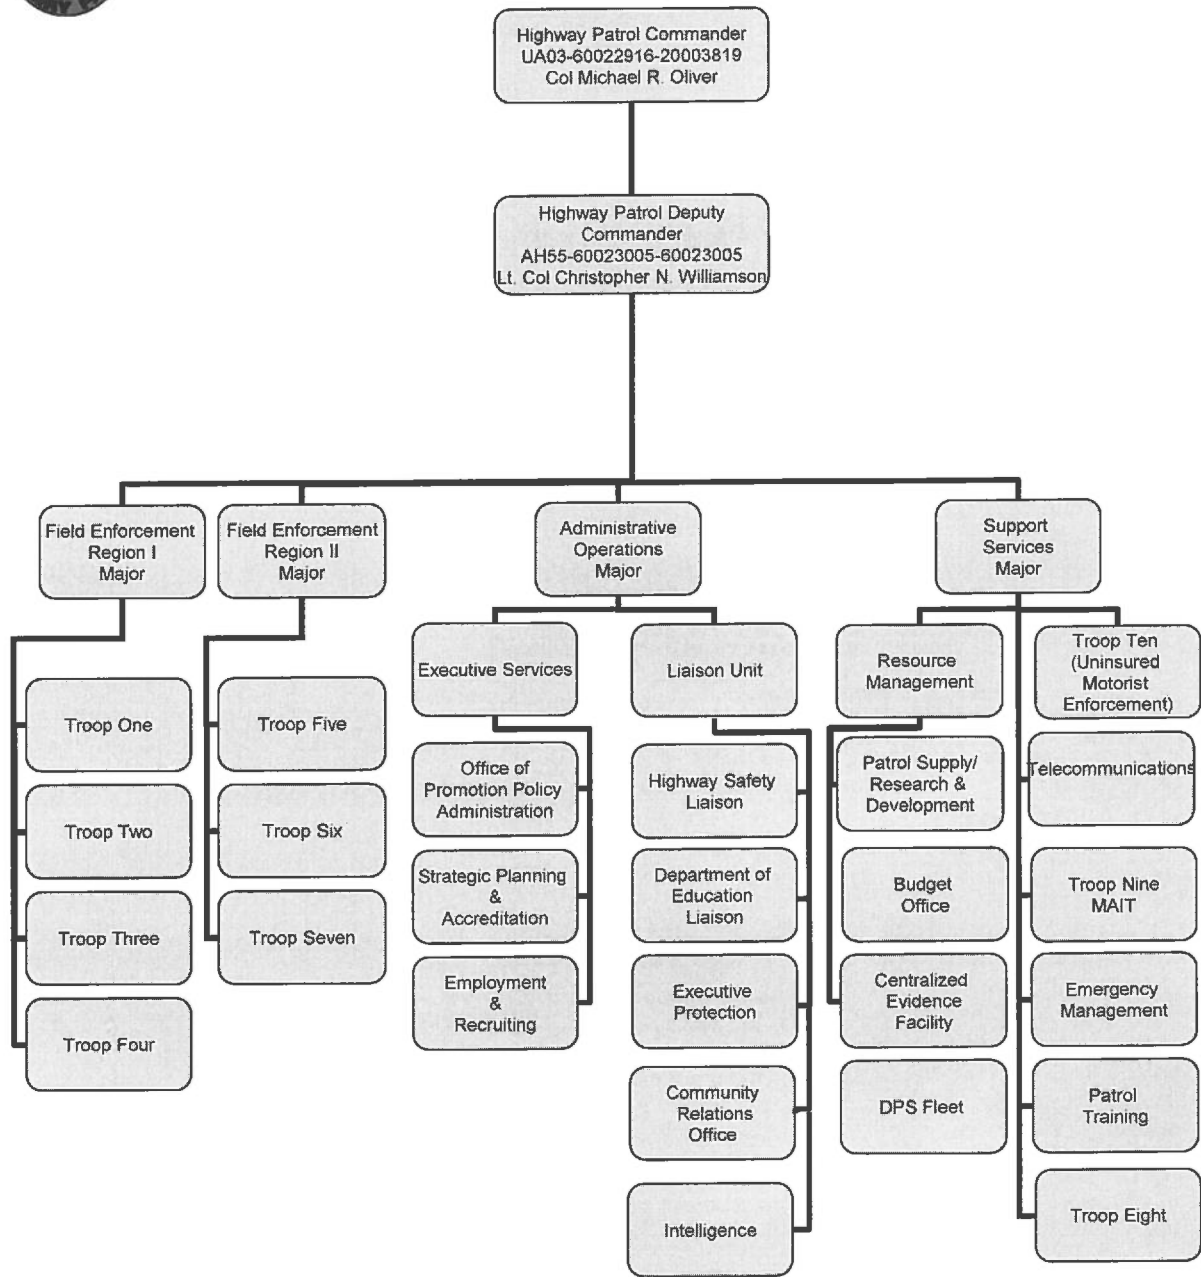 Highway Patrol Commander
UA03-60022916-20003819
Col Michael R. Oliver
Highway Patrol Deputy
Commander
AH55-60023005-60023005
Lt. Col Christopher N. Williamson
Field Enforcement
Region I
Major
Field Enforcement
Region II
Major
Administrative
Operations
Major
Support
Services
Major
Troop One
Troop Two
Troop Three
Troop Four
Troop Five
Troop Six
Troop Seven
Executive Services
Office of
Promotion Policy
Administration
Strategic Planning
&
Accreditation
Employment
&
Recruiting
Liaison Unit
Highway Safety
Liaison
Department of
Education
Liaison
Executive
Protection
Community
Relations
Office
Intelligence
Resource
Management
Patrol Supply/
Research &
Development
Budget
Office
Centralized
Evidence
Facility
DPS Fleet
Troop Ten
(Uninsured
Motorist
Enforcement)
Telecommunications
Troop Nine
MAIT
Emergency
Management
Patrol
Training
Troop Eight